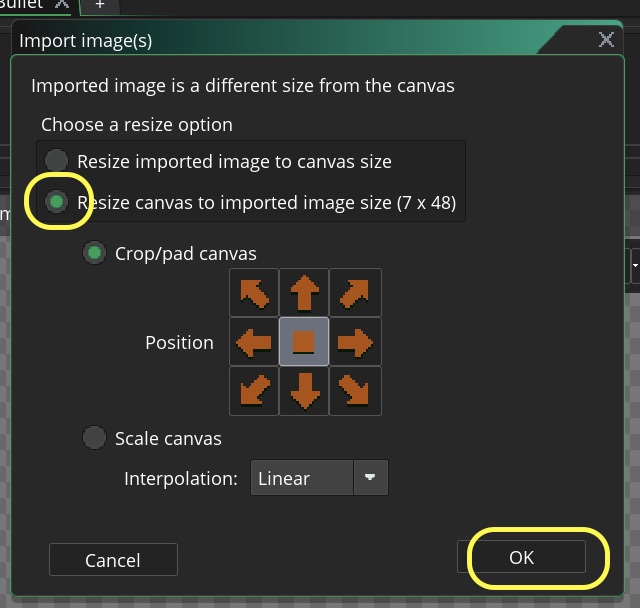 Bullet X +
Import image(s)
Imported image is a different size from the canvas
Choose a resize option
Resize imported image to canvas size
Resize canvas to imported image size (7 x 48)
Crop/pad canvas
Position
Scale canvas
Interpolation: Linear
Cancel OK